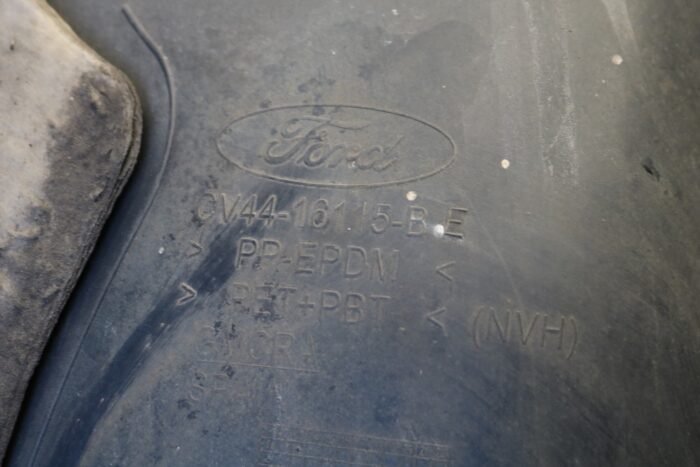 Ford
CV44-16115-B E
> PP-EPDM <
> PET+PBT < (NVH)